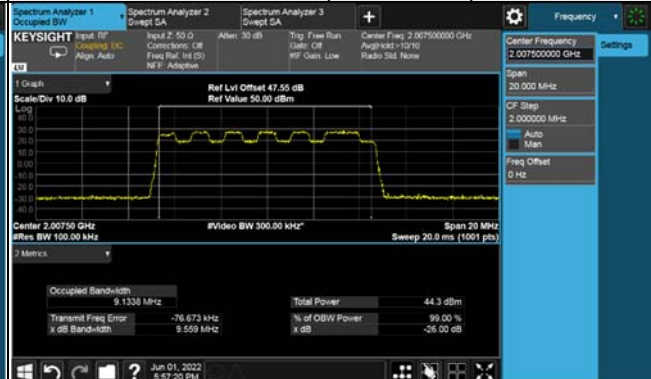 Spectrum Analyzer 1
Occupied BW
Spectrum Analyzer 2
Swept SA
Spectrum Analyzer 3
Swept SA
+
Frequency
KEYSIGHT
Input: RF
Coupling: DC
Align: Auto
Input Z: 50 Ω
Corrections: Off
Freq Ref: Int (S)
NFE: Adaptive
Atten: 30 dB
Trig: Free Run
Gate: Off
#IF Gain: Low
Center Freq: 2.007500000 GHz
Avg|Hold:>10/10
Radio Std: None
Center Frequency
2.007500000 GHz
Settings
Span
20.000 MHz
CF Step
2.000000 MHz
Auto
Man
Freq Offset
0 Hz
1 Graph
Scale/Div 10.0 dB
Ref Lvl Offset 47.55 dB
Ref Value 50.00 dBm
Log
40.0
30.0
20.0
10.0
0.00
-10.0
-20.0
-30.0
-40.0
Center 2.00750 GHz
#Res BW 100.00 kHz
#Video BW 300.00 kHz*
Span 20 MHz
Sweep 20.0 ms (1001 pts)
2 Metrics
Occupied Bandwidth
9.1338 MHz
Total Power
44.3 dBm
Transmit Freq Error
-76.673 kHz
% of OBW Power
99.00 %
x dB Bandwidth
9.559 MHz
x dB
-26.00 dB
?
Jun 01, 2022
5:57:20 PM